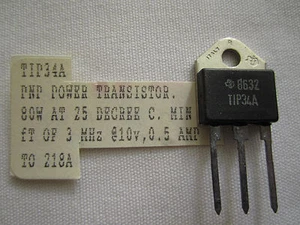 TIP34A
PNP POWER TRANSISTOR.
80W AT 25 DEGREE C. MIN
fT OF 3 MHz @10v,0.5 AMP
TO 218A
8632
TIP34A